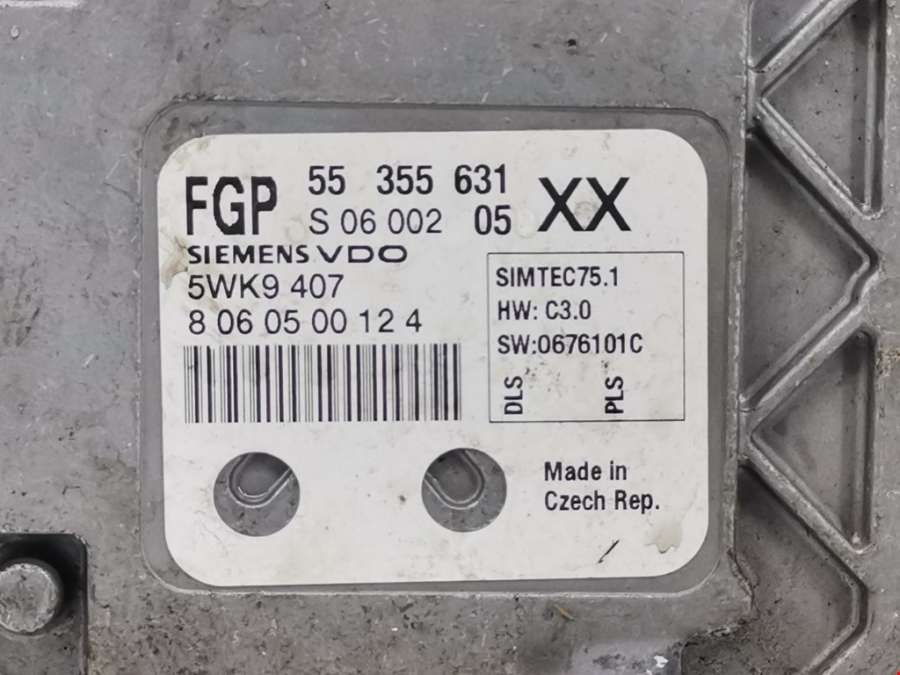 FGP 55 355 631 XX
S 06 002 05
SIEMENS VDO
5WK9 407
8 06 05 00 12 4
SIMTEC75.1
HW: C3.0
SW:0676101C
DLS PLS
Made in
Czech Rep.